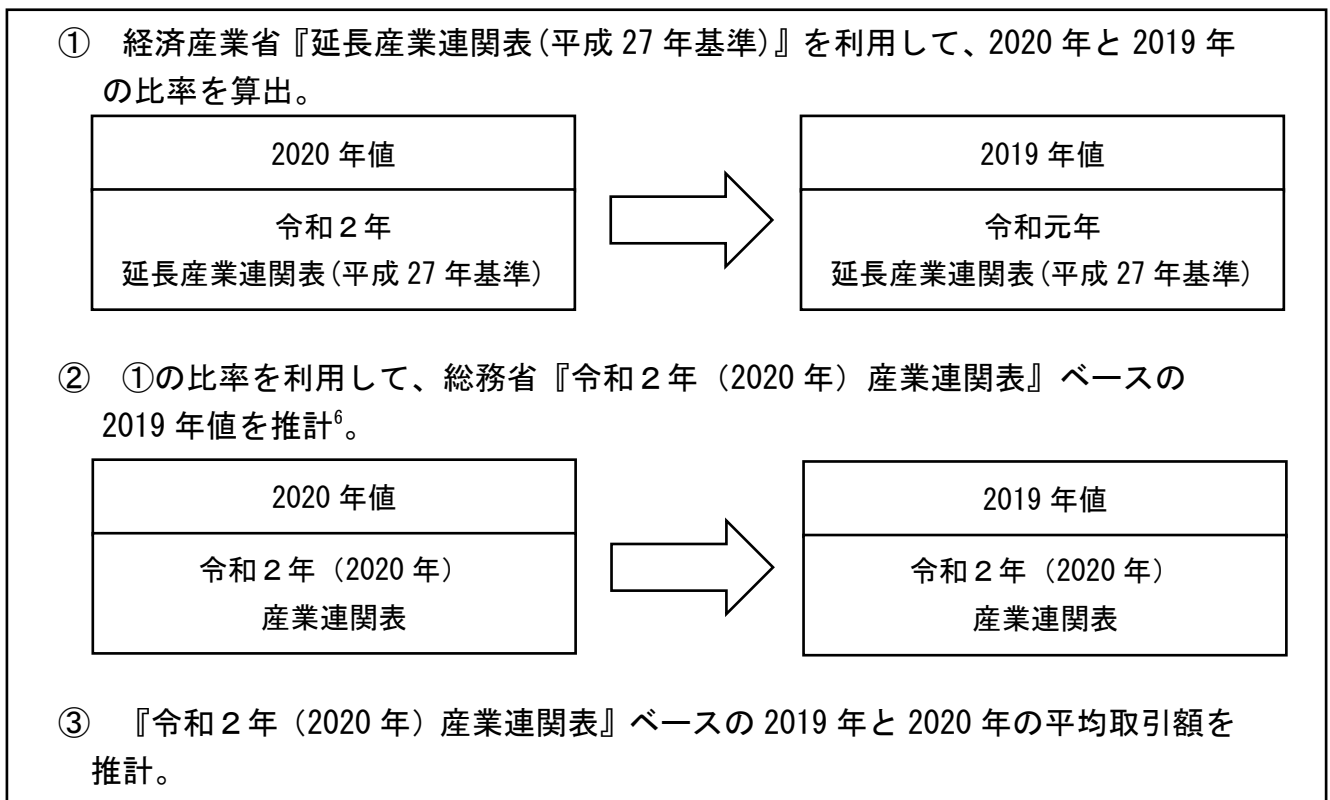 ① 経済産業省『延長産業連関表(平成 27 年基準)』を利用して、2020 年と 2019 年
の比率を算出。
2020 年値
2019 年値
令和２年
延長産業連関表(平成 27 年基準)
令和元年
延長産業連関表(平成 27 年基準)
② ①の比率を利用して、総務省『令和２年（2020 年）産業連関表』ベースの
2019 年値を推計⁶。
2020 年値
2019 年値
令和２年（2020 年）
産業連関表
令和２年（2020 年）
産業連関表
③ 『令和２年（2020 年）産業連関表』ベースの 2019 年と 2020 年の平均取引額を
推計。